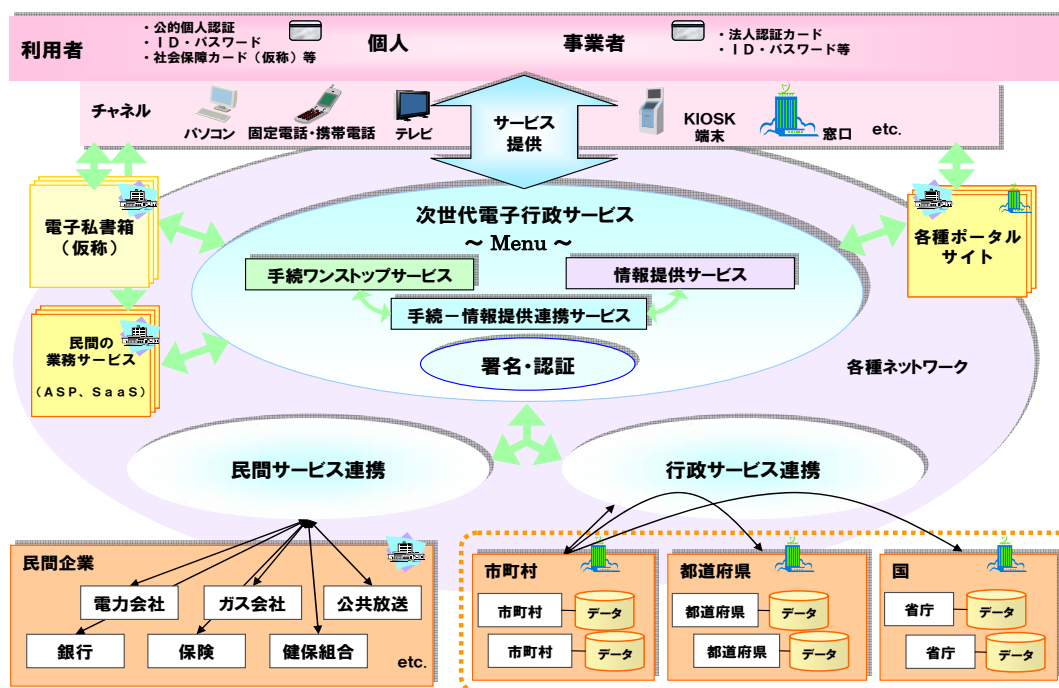 利用者
・公的個人認証
・ＩＤ・パスワード
・社会保障カード（仮称）等
個人
事業者
・法人認証カード
・ＩＤ・パスワード等
チャネル
パソコン
固定電話・携帯電話
テレビ
サービス
提供
KIOSK
端末
窓口
etc.
電子私書箱
（仮称）
次世代電子行政サービス
～ Menu ～
手続ワンストップサービス
情報提供サービス
手続－情報提供連携サービス
署名・認証
各種ポータル
サイト
民間の
業務サービス
（ＡＳＰ、ＳａａＳ）
各種ネットワーク
民間サービス連携
行政サービス連携
民間企業
電力会社
ガス会社
公共放送
銀行
保険
健保組合
etc.
市町村
市町村
データ
市町村
データ
都道府県
都道府県
データ
都道府県
データ
国
省庁
データ
省庁
データ